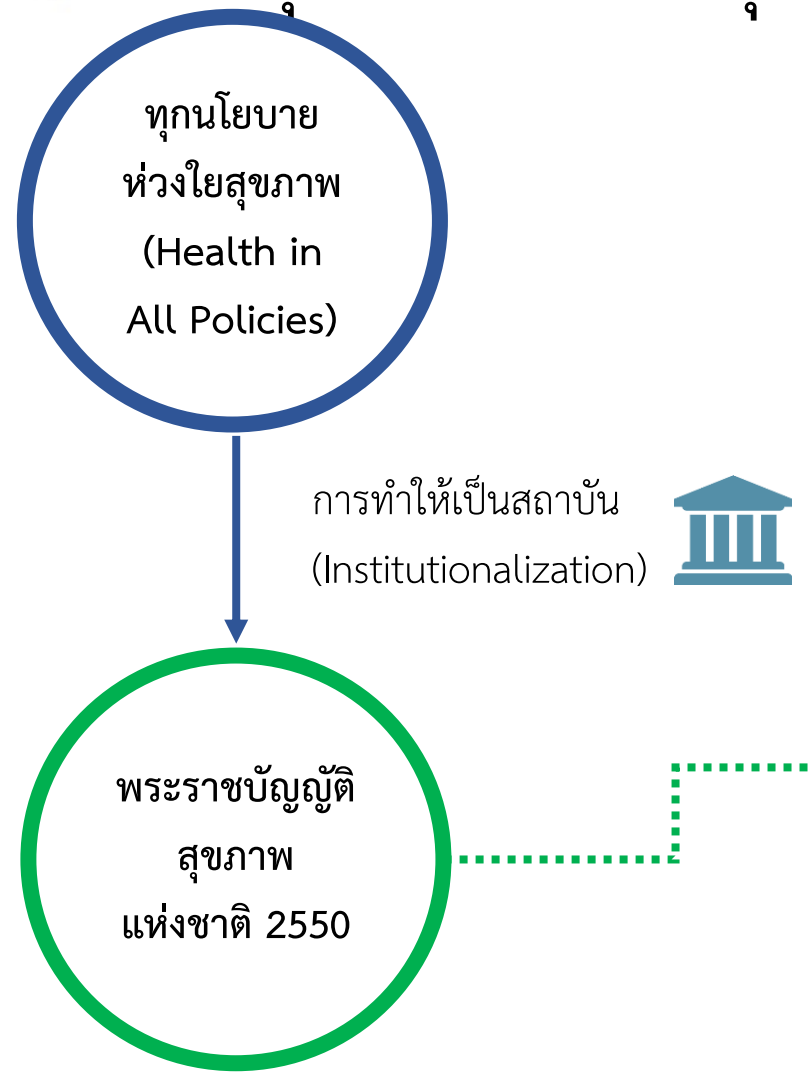 ทุกนโยบาย
ห่วงใยสุขภาพ
(Health in
All Policies)
การทำให้เป็นสถาบัน
(Institutionalization)
พระราชบัญญัติ
สุขภาพ
แห่งชาติ 2550